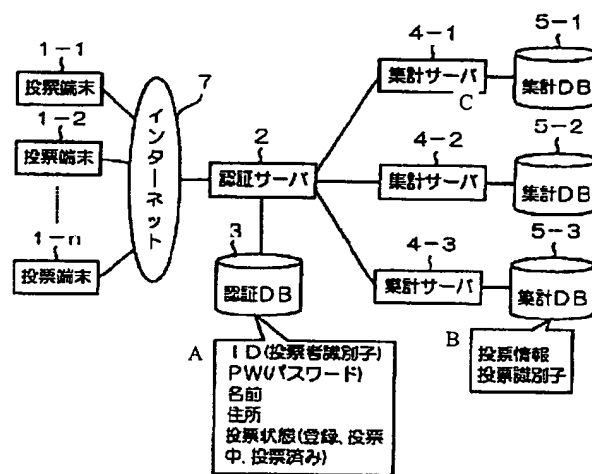 1-1
投票端末
1-2
投票端末
1-n
投票端末
7
インターネット
2
認証サーバ
3
認証DB
A
ID(投票者識別子)
PW(パスワード)
名前
住所
投票状態(登録、投票
中、投票済み)
4-1
集計サーバ
C
5-1
集計DB
4-2
集計サーバ
5-2
集計DB
4-3
集計サーバ
5-3
集計DB
B
投票情報
投票識別子